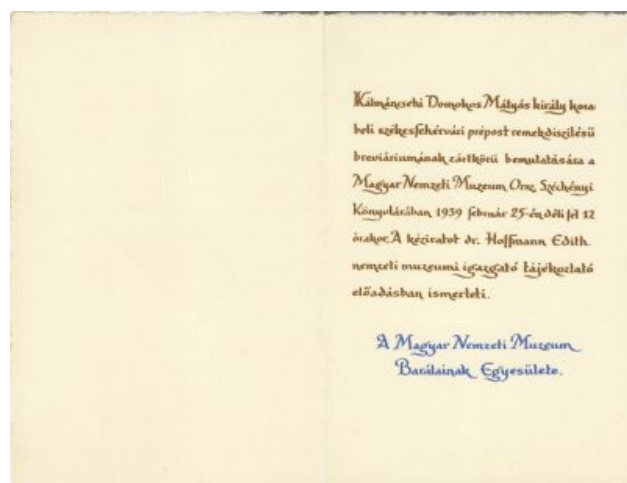 Kálmáncsehi Domokos Mátyás király kora-
beli székesfehérvári prépost remekdiszitésű
breviáriumának zártkörü bemutatására a
Magyar Nemzeti Muzeum Orsz. Széchényi
Könyvtárában 1939 február 25-én déli fél 12
órakor. A kéziratot dr. Hoffmann Edith
nemzeti muzeumi igazgató tájékoztató
előadásban ismerteti.
A Magyar Nemzeti Muzeum
Barátainak Egyesülete.